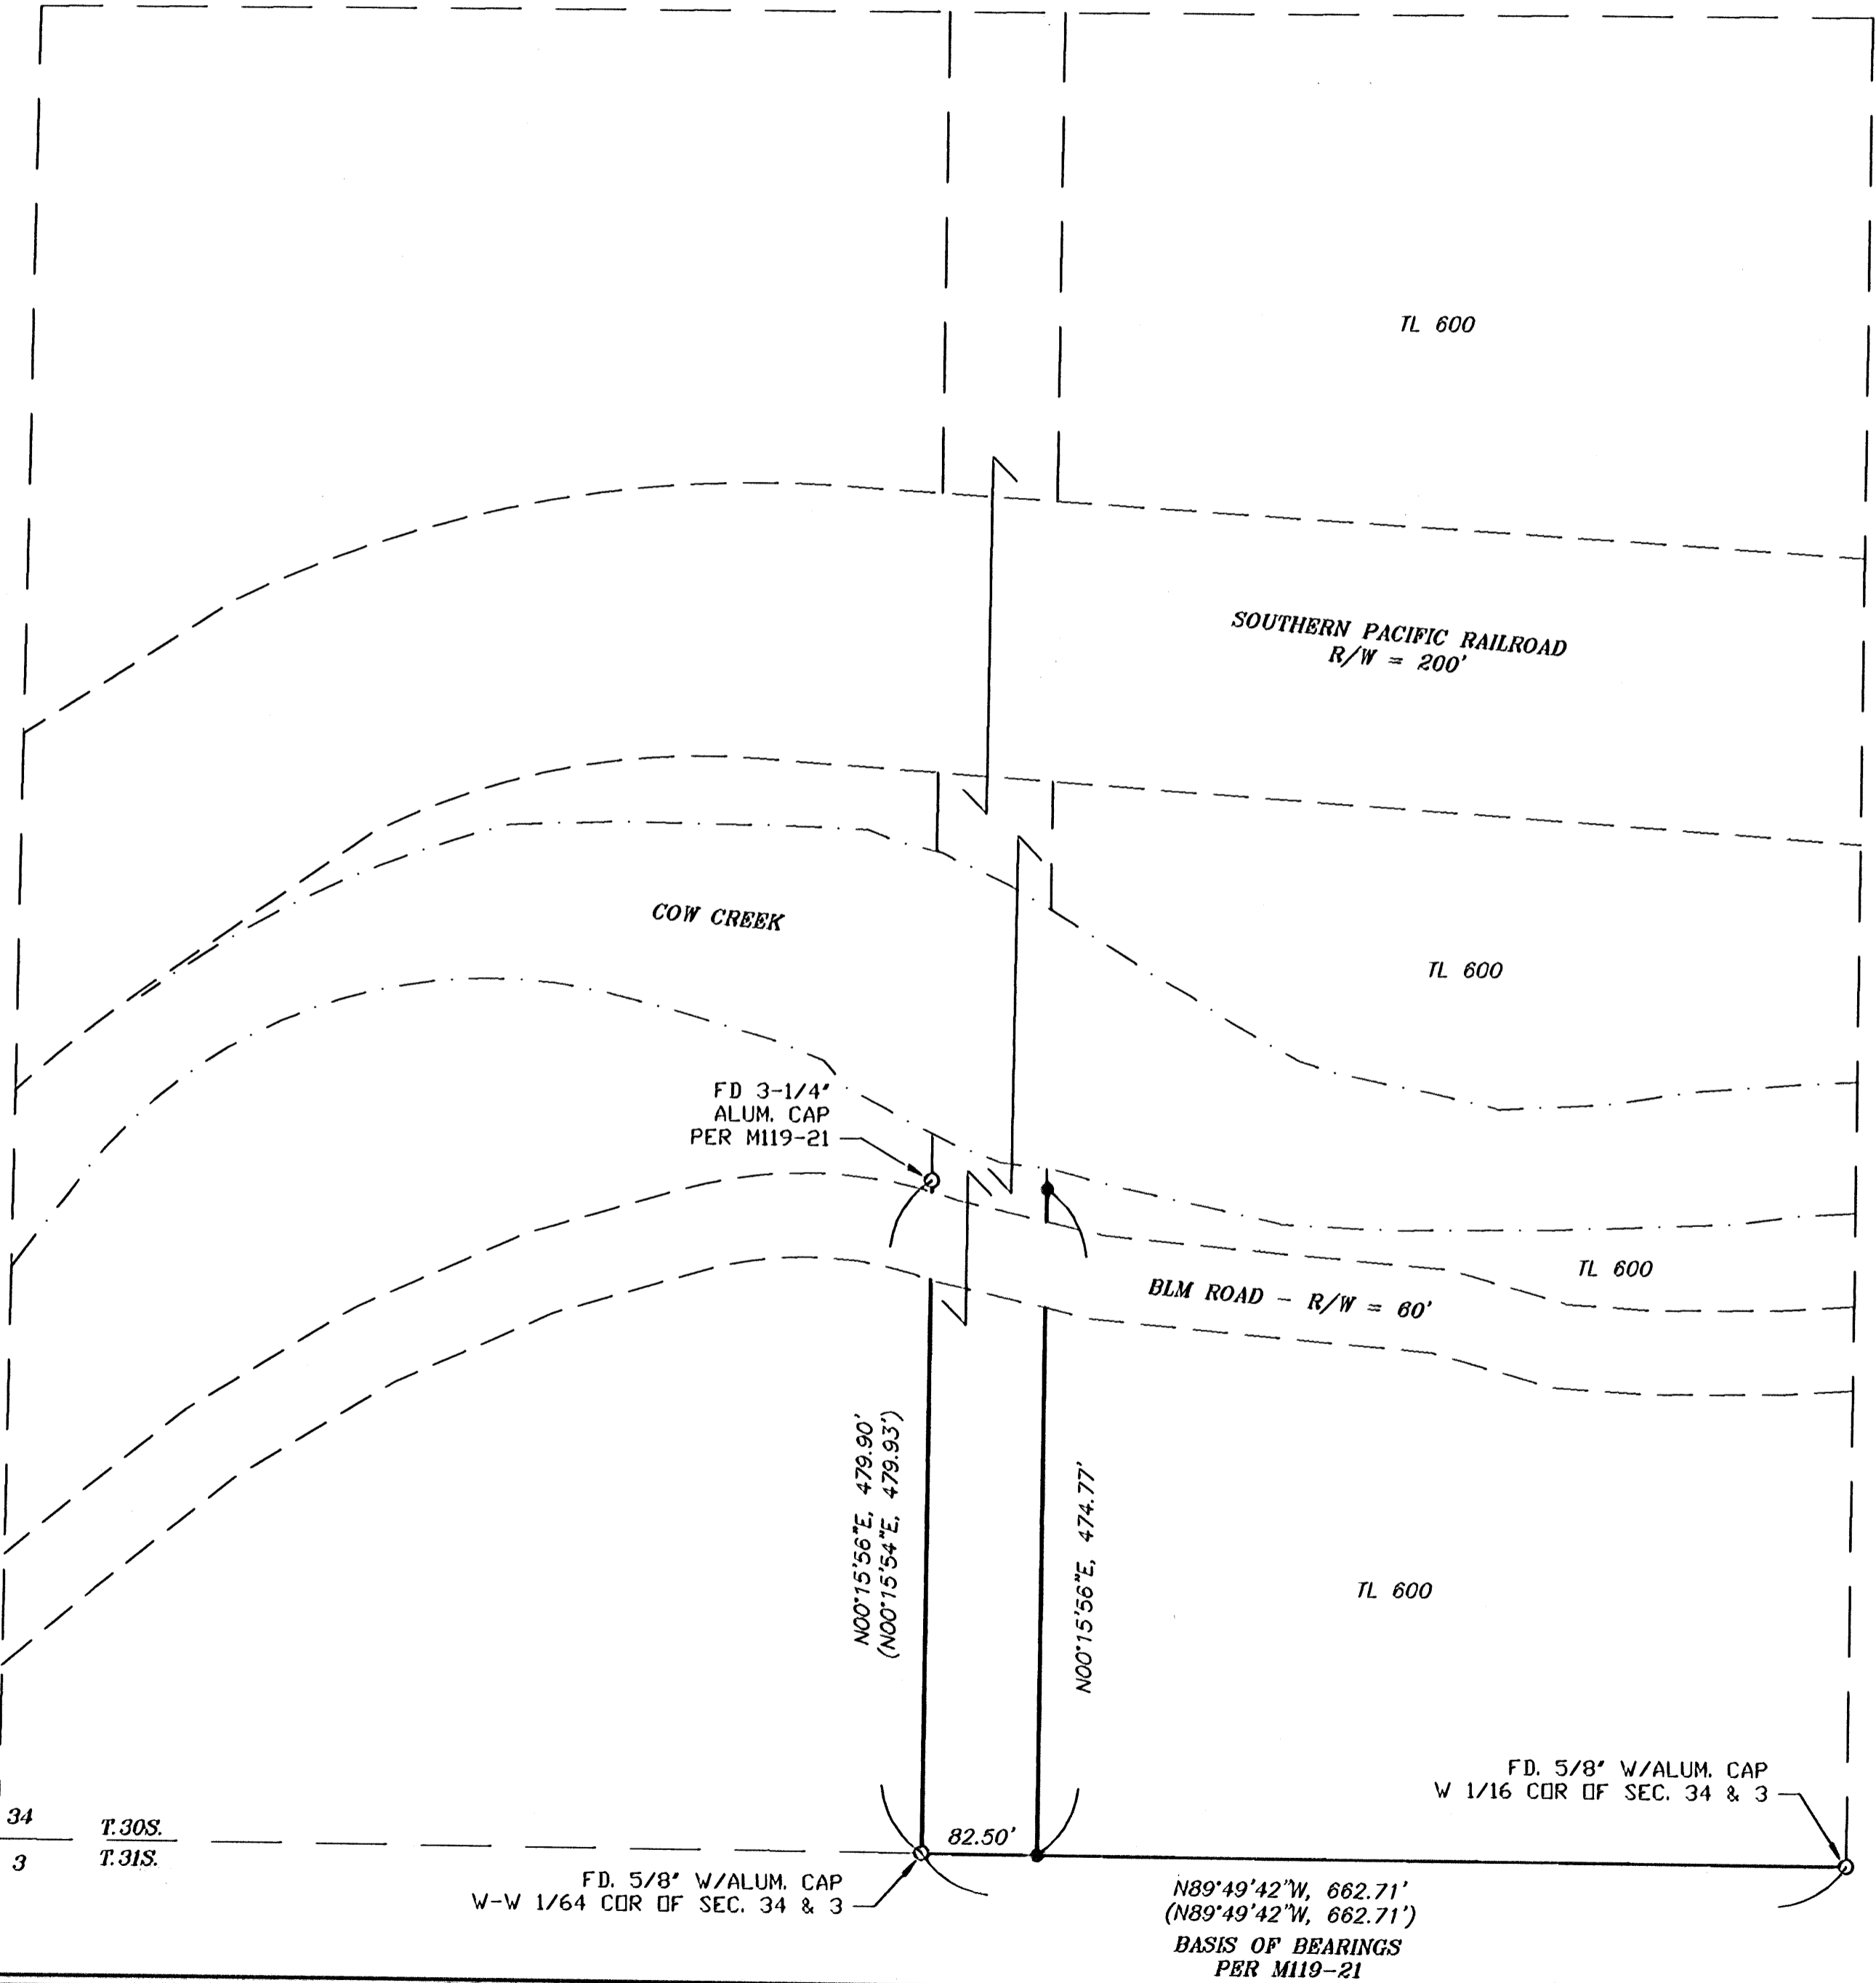 TL 600
SOUTHERN PACIFIC RAILROAD
R/W = 200'
COW CREEK
TL 600
FD 3-1/4"
ALUM. CAP
PER M119-21
TL 600
BLM ROAD - R/W = 60'
N00°15'56"E, 479.90'
(N00°15'54"E, 479.93')
N00°15'56"E, 474.77'
TL 600
FD. 5/8" W/ALUM. CAP
W 1/16 COR OF SEC. 34 & 3
34 T.30S.
3 T.31S.
82.50'
FD. 5/8" W/ALUM. CAP
W-W 1/64 COR OF SEC. 34 & 3
N89°49'42"W, 662.71'
(N89°49'42"W, 662.71')
BASIS OF BEARINGS
PER M119-21